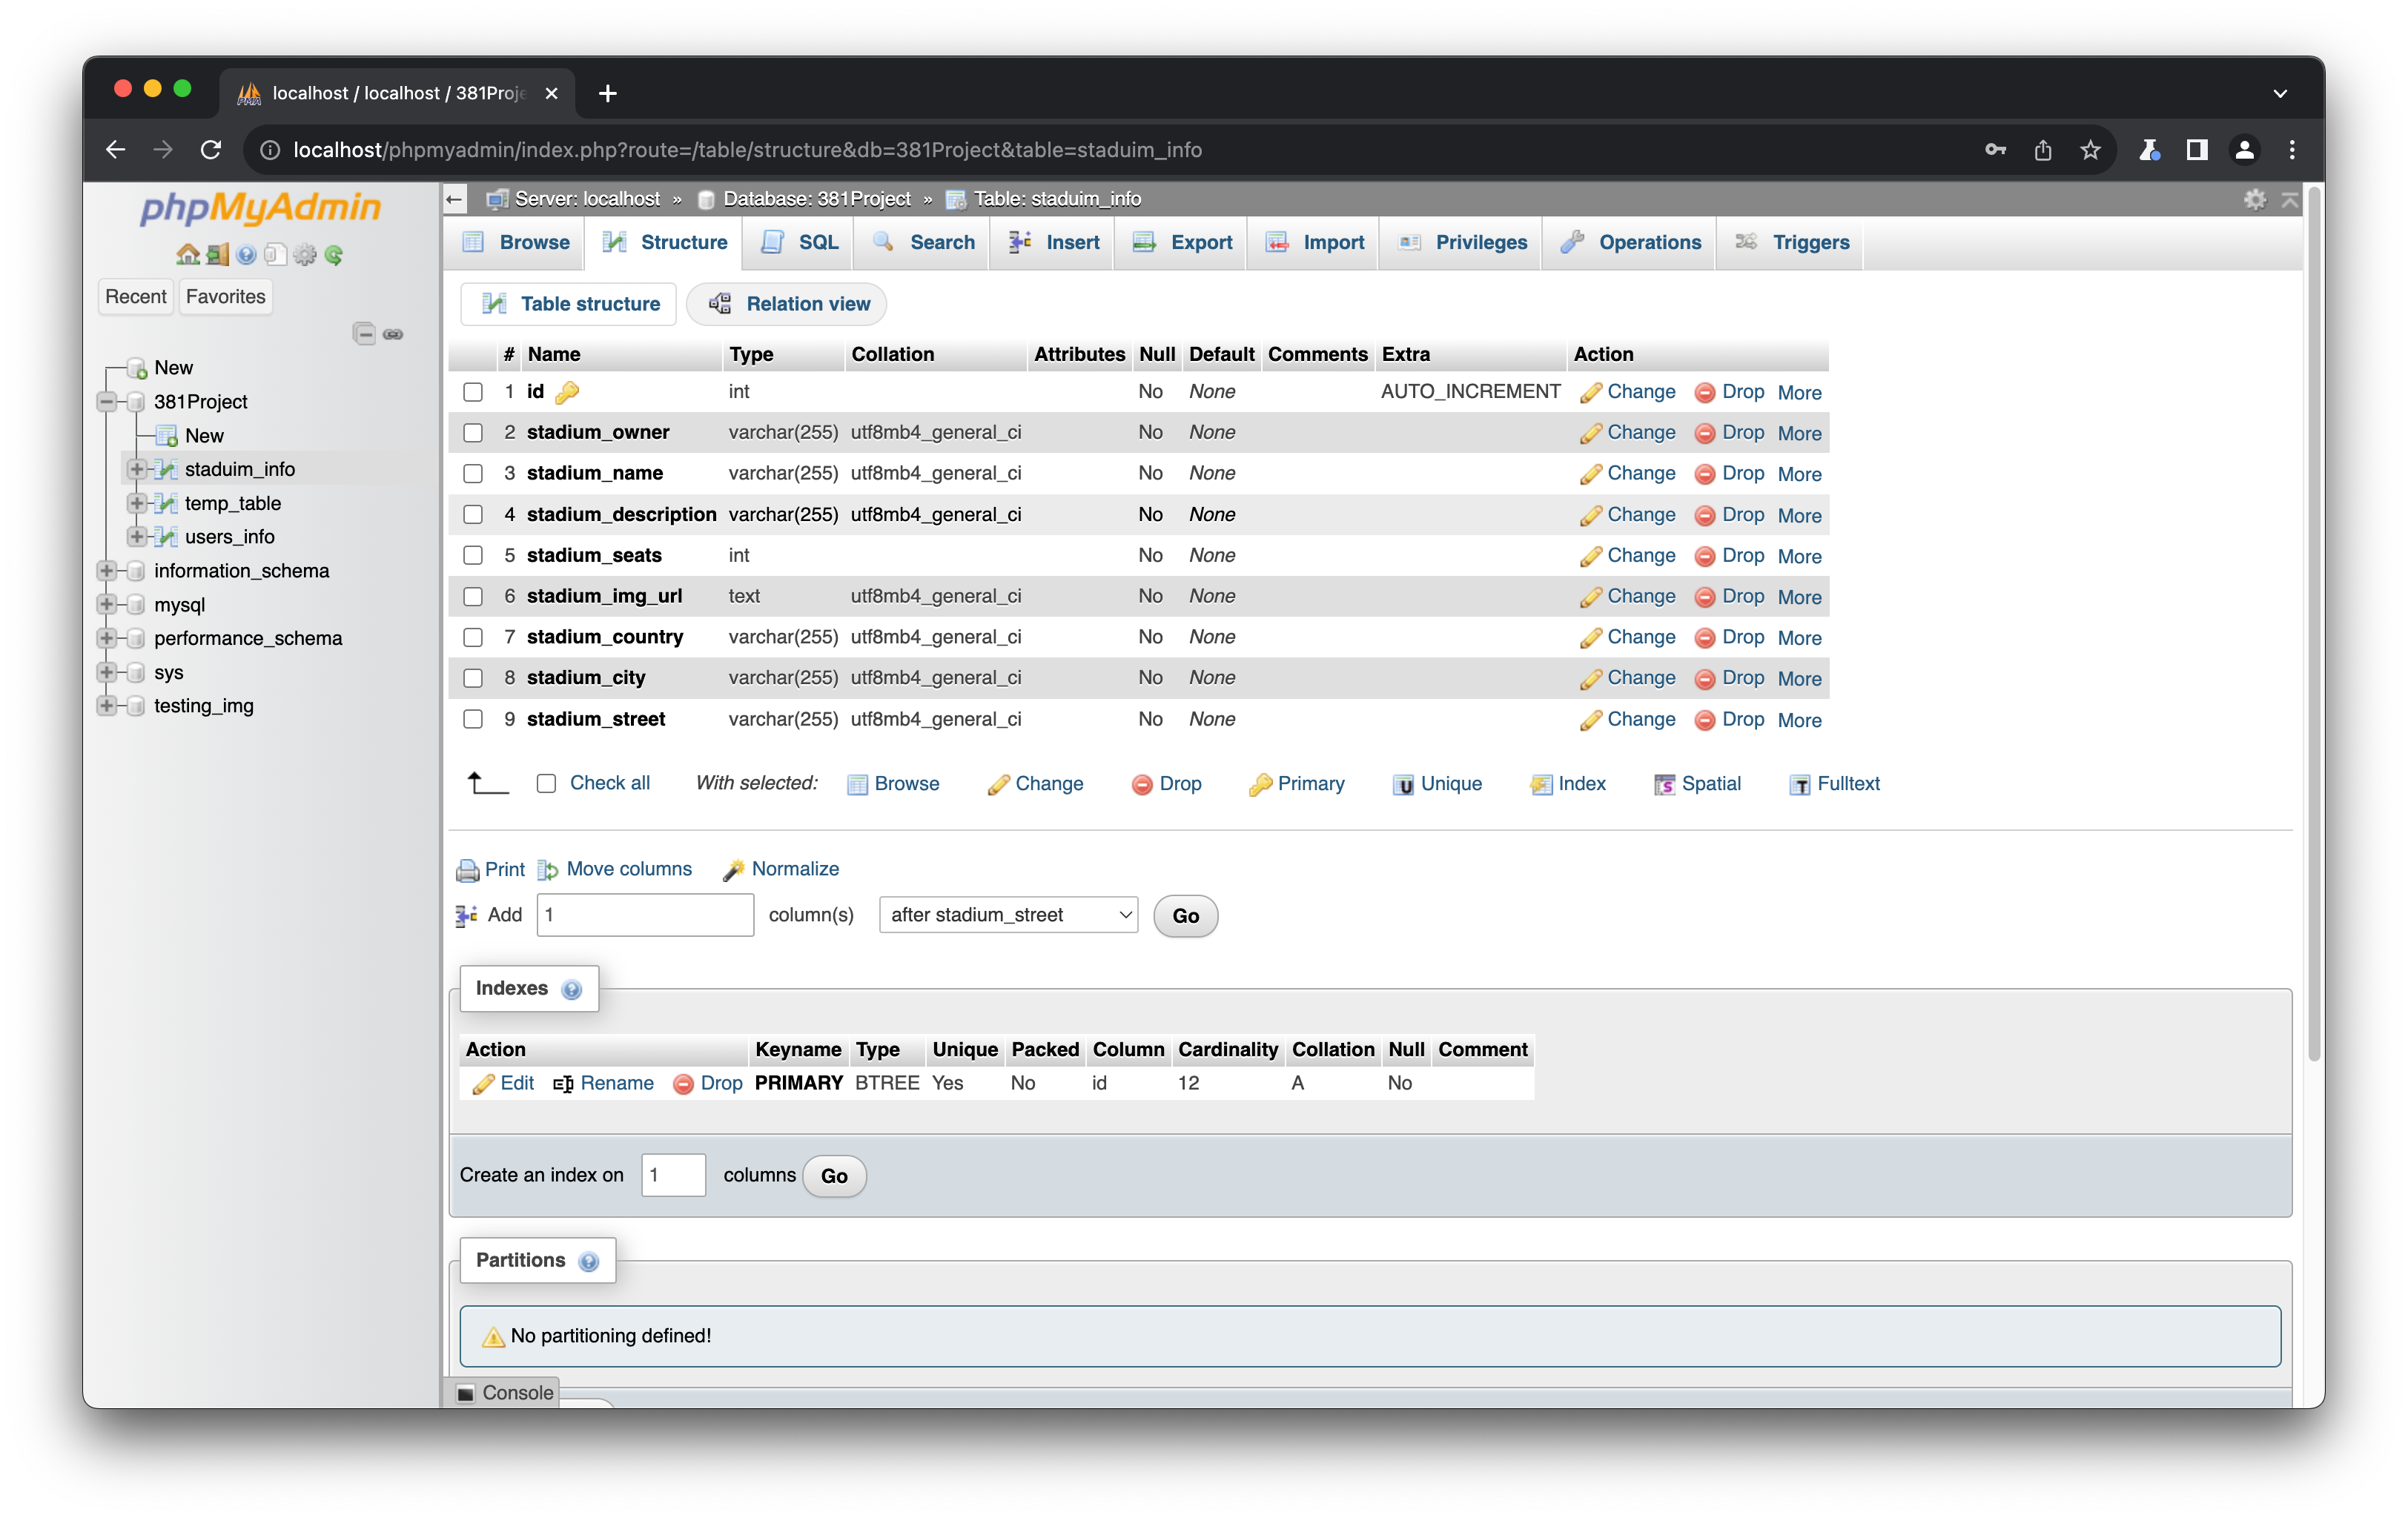 localhost / localhost / 381Proje
localhost/phpmyadmin/index.php?route=/table/structure&db=381Project&table=staduim_info
phpMyAdmin
Recent Favorites
New
381Project
New
staduim_info
temp_table
users_info
information_schema
mysql
performance_schema
sys
testing_img
Server: localhost » Database: 381Project » Table: staduim_info
Browse Structure SQL Search Insert Export Import Privileges Operations Triggers
Table structure Relation view
# Name Type Collation Attributes Null Default Comments Extra Action
1 id int No None AUTO_INCREMENT Change Drop More
2 stadium_owner varchar(255) utf8mb4_general_ci No None Change Drop More
3 stadium_name varchar(255) utf8mb4_general_ci No None Change Drop More
4 stadium_description varchar(255) utf8mb4_general_ci No None Change Drop More
5 stadium_seats int No None Change Drop More
6 stadium_img_url text utf8mb4_general_ci No None Change Drop More
7 stadium_country varchar(255) utf8mb4_general_ci No None Change Drop More
8 stadium_city varchar(255) utf8mb4_general_ci No None Change Drop More
9 stadium_street varchar(255) utf8mb4_general_ci No None Change Drop More
Check all With selected: Browse Change Drop Primary Unique Index Spatial Fulltext
Print Move columns Normalize
Add 1 column(s) after stadium_street Go
Indexes
Action Keyname Type Unique Packed Column Cardinality Collation Null Comment
Edit Rename Drop PRIMARY BTREE Yes No id 12 A No
Create an index on 1 columns Go
Partitions
No partitioning defined!
Console